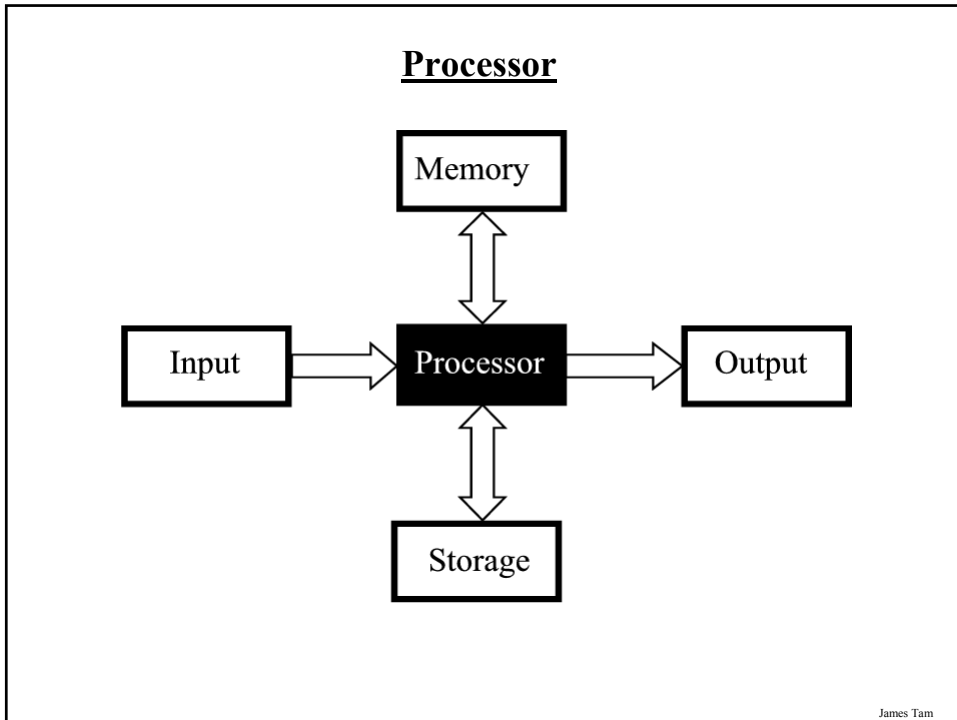 Processor
Memory
Input
Processor
Output
Storage
James Tam